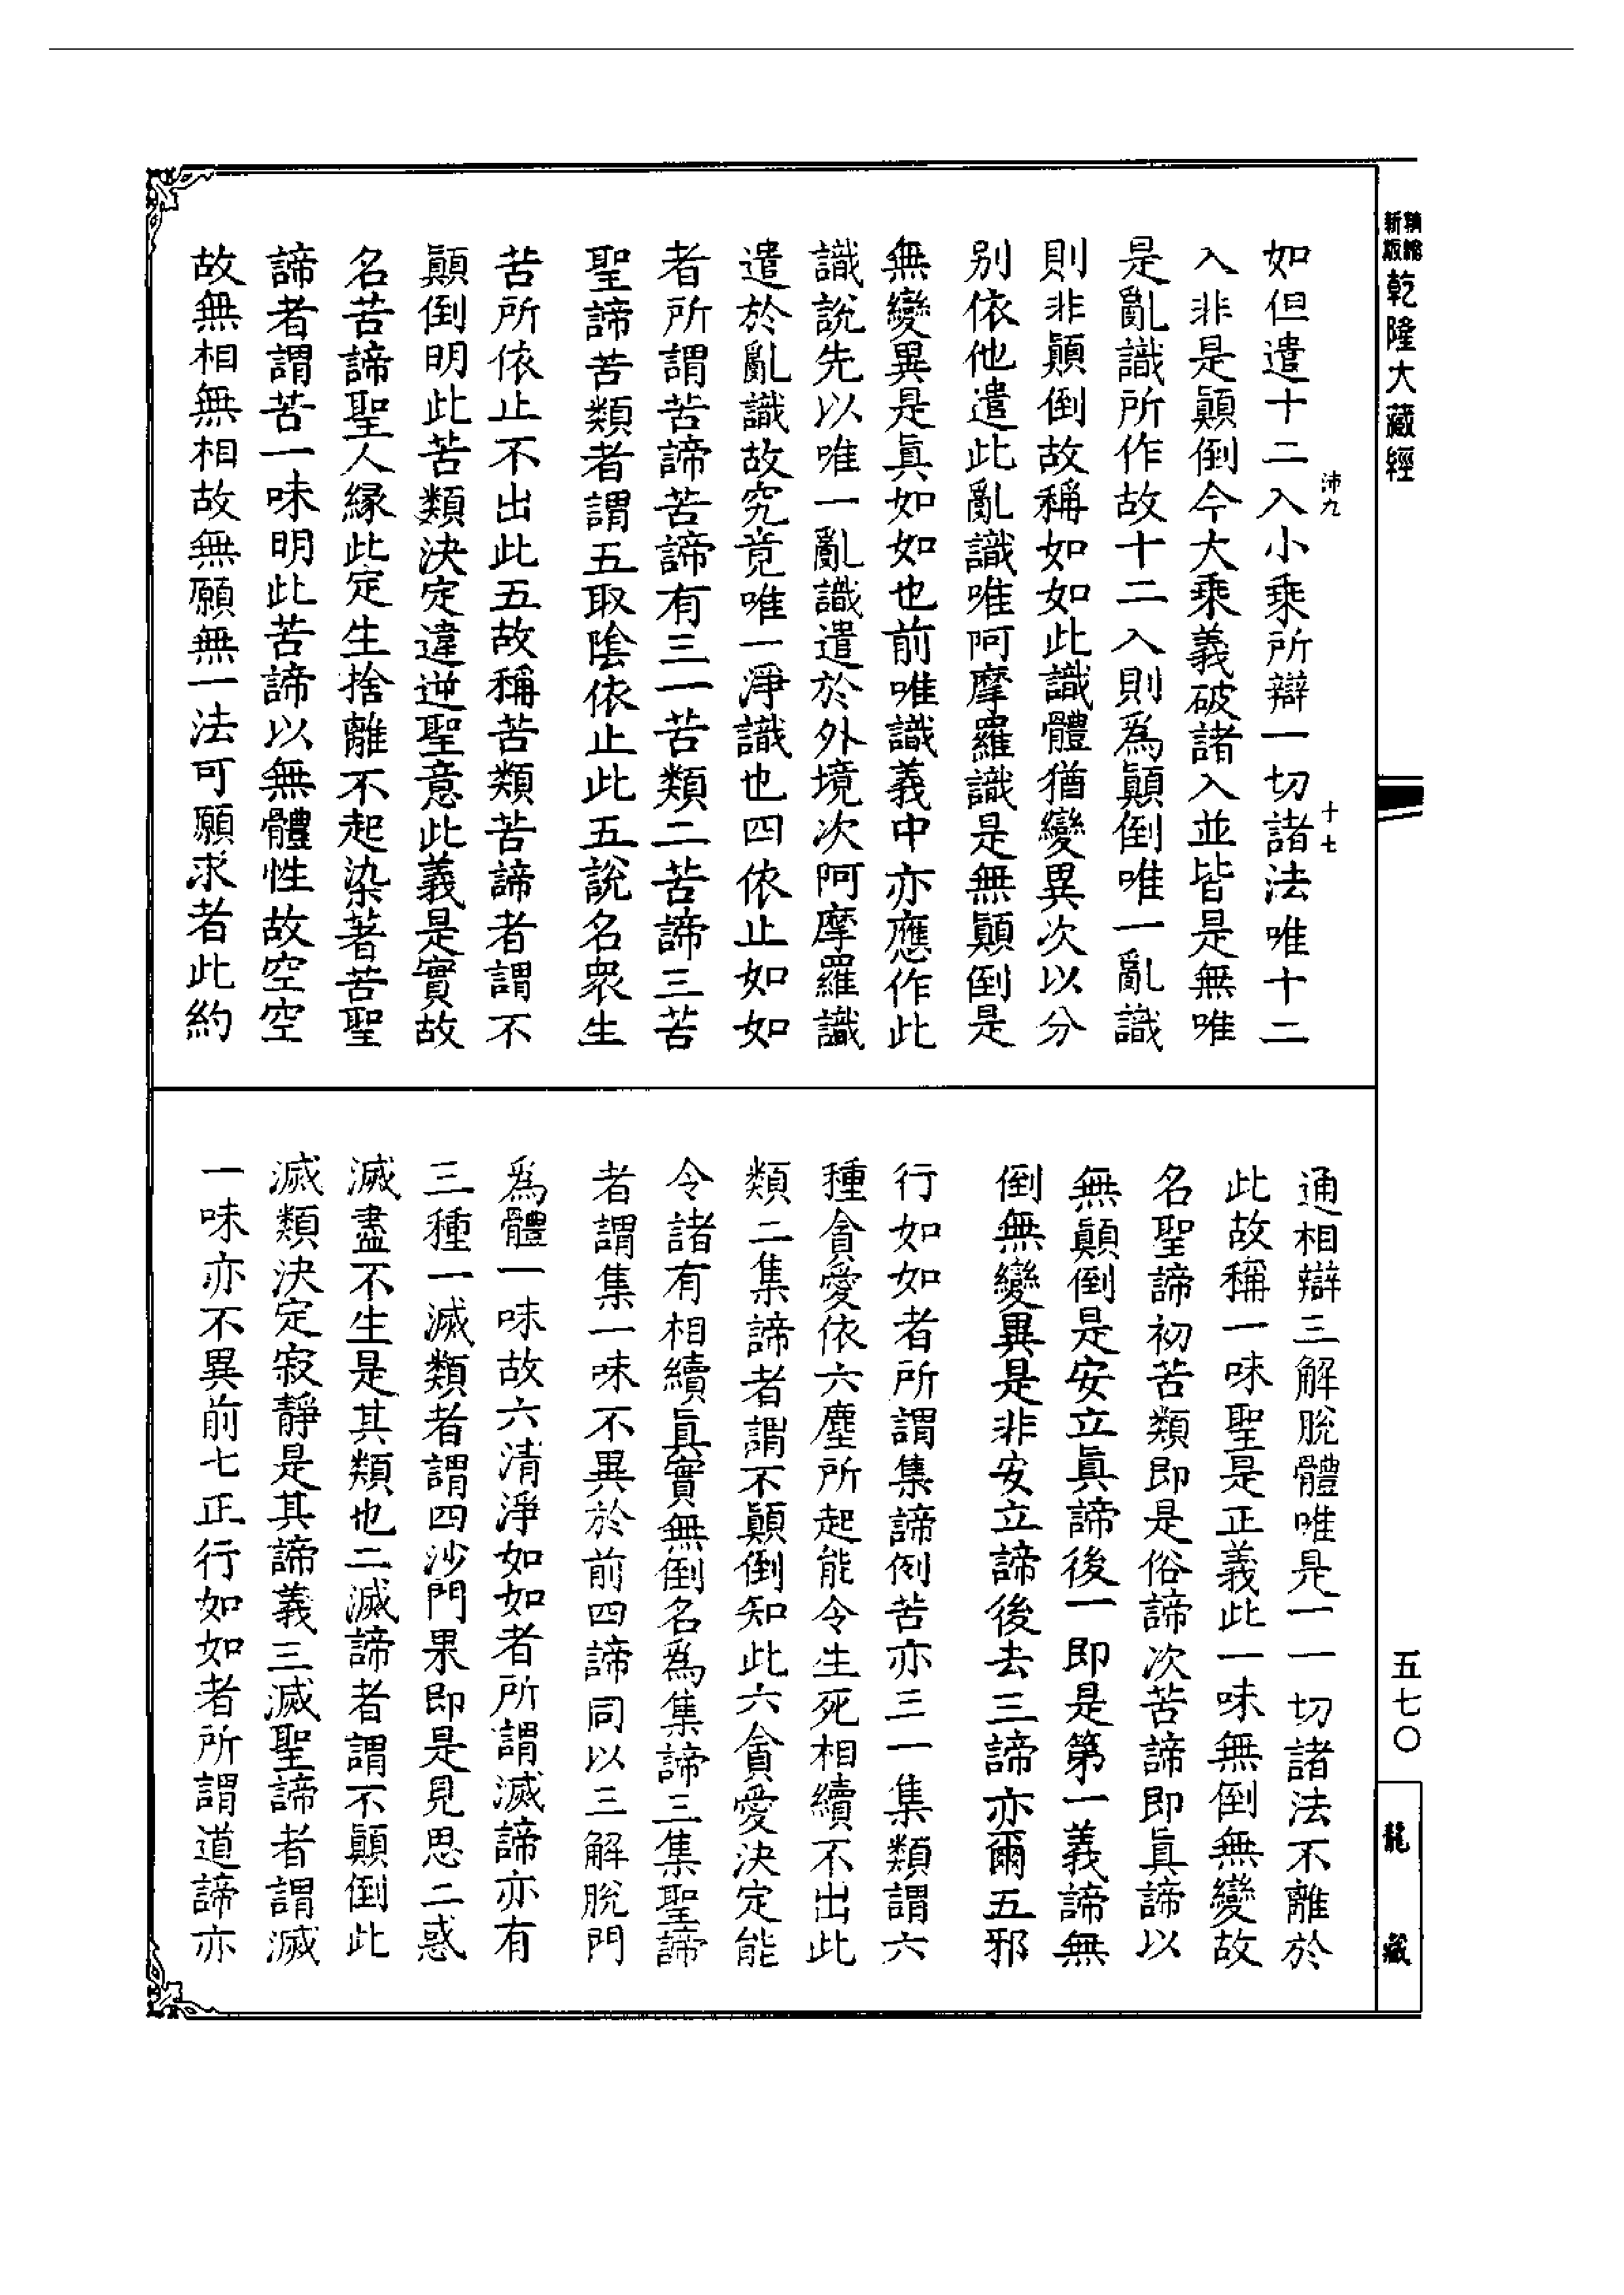 新版
精縮
乾隆大藏經
沛九
十七
五七〇
龍藏
如但遣十二入小乘所辯一切諸法唯十二
入非是顛倒今大乘義破諸入並皆是無唯
是亂識所作故十二入則爲顛倒唯一亂識
則非顛倒故稱如如此識體猶變異次以分
别依他遣此亂識唯阿摩羅識是無顛倒是
無變異是眞如如也前唯識義中亦應作此
識說先以唯一亂識遣於外境次阿摩羅識
遣於亂識故究竟唯一淨識也四依止如如
者所謂苦諦苦諦有三一苦類二苦諦三苦
聖諦苦類者謂五取陰依止此五說名衆生
苦所依止不出此五故稱苦類苦諦者謂不
顛倒明此苦類決定違逆聖意此義是實故
名苦諦聖人緣此定生捨離不起染著苦聖
諦者謂苦一味明此苦諦以無體性故空空
故無相無相故無願無一法可願求者此約
通相辯三解脫體唯是一一切諸法不離於
此故稱一味聖是正義此一味無倒無變故
名聖諦初苦類即是俗諦次苦諦即眞諦以
無顛倒是安立眞諦後一即是第一義諦無
倒無變異是非安立諦後去三諦亦爾五邪
行如如者所謂集諦例苦亦三一集類謂六
種貪愛依六塵所起能令生死相續不出此
類二集諦者謂不顛倒知此六貪愛決定能
令諸有相續眞實無倒名為集諦三集聖諦
者謂集一味不異於前四諦同以三解脫門
爲體一味故六清淨如如者所謂滅諦亦有
三種一滅類者謂四沙門果即是見思二惑
滅盡不生是其類也二滅諦者謂不顛倒此
滅類決定寂靜是其諦義三滅聖諦者謂滅
一味亦不異前七正行如如者所謂道諦亦